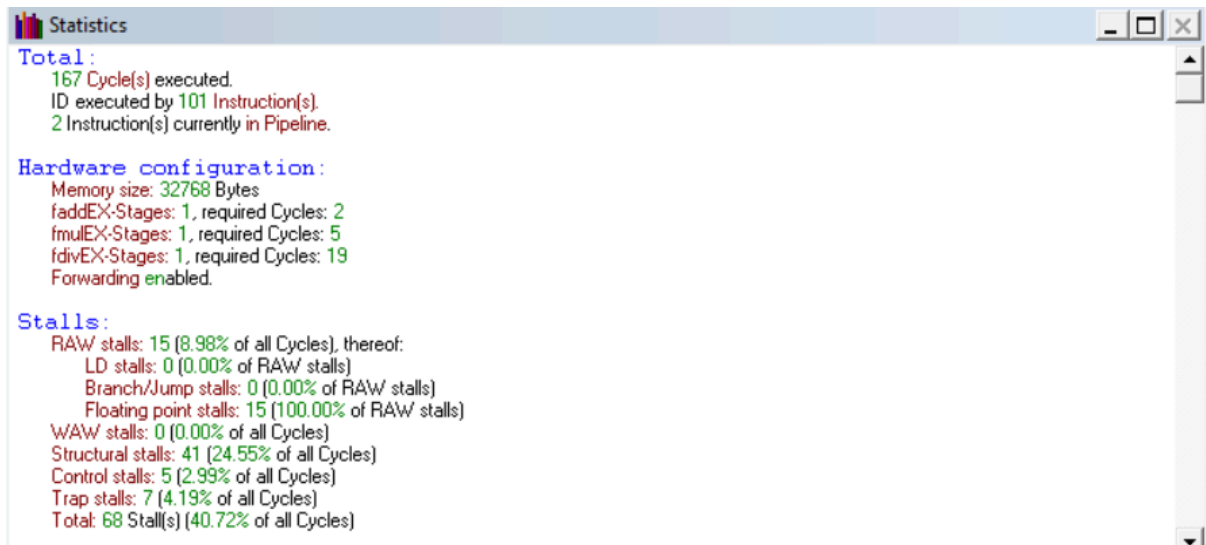 Statistics
Total:
167 Cycle(s) executed.
ID executed by 101 Instruction(s).
2 Instruction(s) currently in Pipeline.
Hardware configuration:
Memory size: 32768 Bytes
faddEX-Stages: 1, required Cycles: 2
fmulEX-Stages: 1, required Cycles: 5
fdivEX-Stages: 1, required Cycles: 19
Forwarding enabled.
Stalls:
RAW stalls: 15 (8.98% of all Cycles), thereof:
LD stalls: 0 (0.00% of RAW stalls)
Branch/Jump stalls: 0 (0.00% of RAW stalls)
Floating point stalls: 15 (100.00% of RAW stalls)
WAW stalls: 0 (0.00% of all Cycles)
Structural stalls: 41 (24.55% of all Cycles)
Control stalls: 5 (2.99% of all Cycles)
Trap stalls: 7 (4.19% of all Cycles)
Total: 68 Stall(s) (40.72% of all Cycles)